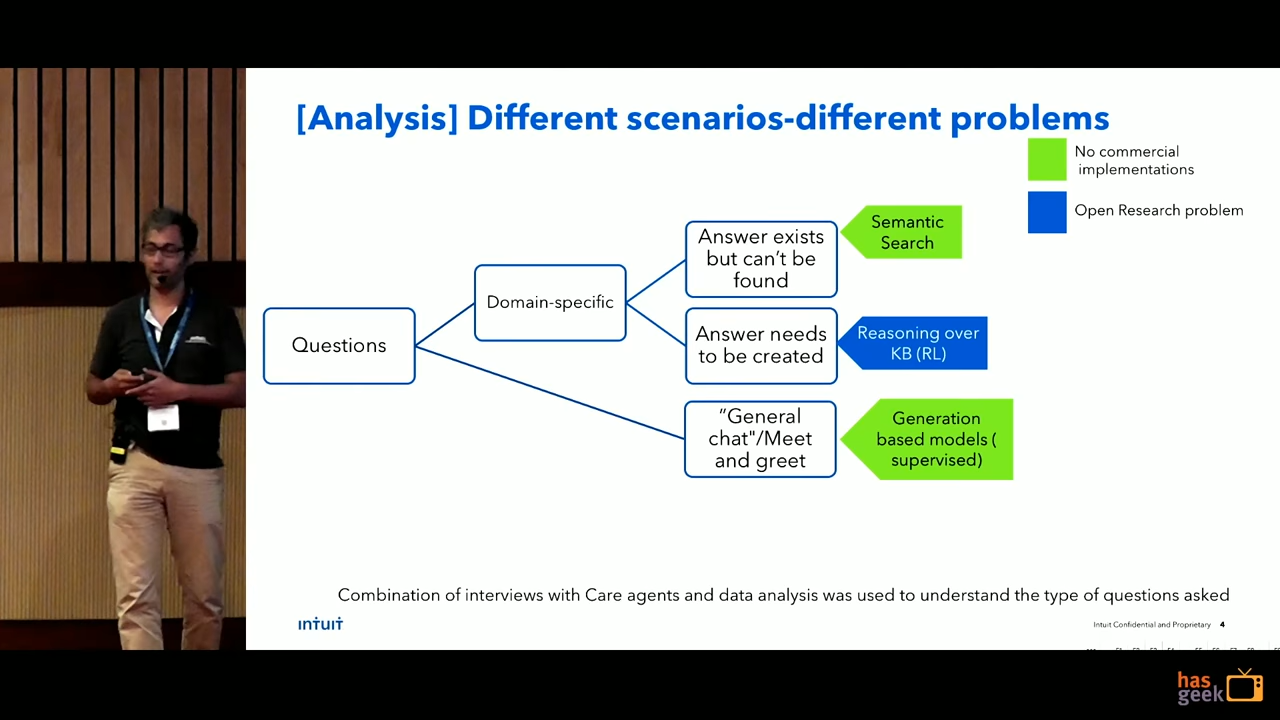 [Analysis] Different scenarios-different problems
No commercial
implementations
Open Research problem
Semantic
Search
Answer exists
but can't be
found
Domain-specific
Questions
Answer needs
to be created
Reasoning over
KB (RL)
“General
chat"/Meet
and greet
Generation
based models (
supervised)
Combination of interviews with Care agents and data analysis was used to understand the type of questions asked
ıntuıt
Intuit Confidential and Proprietary 4
has
geek